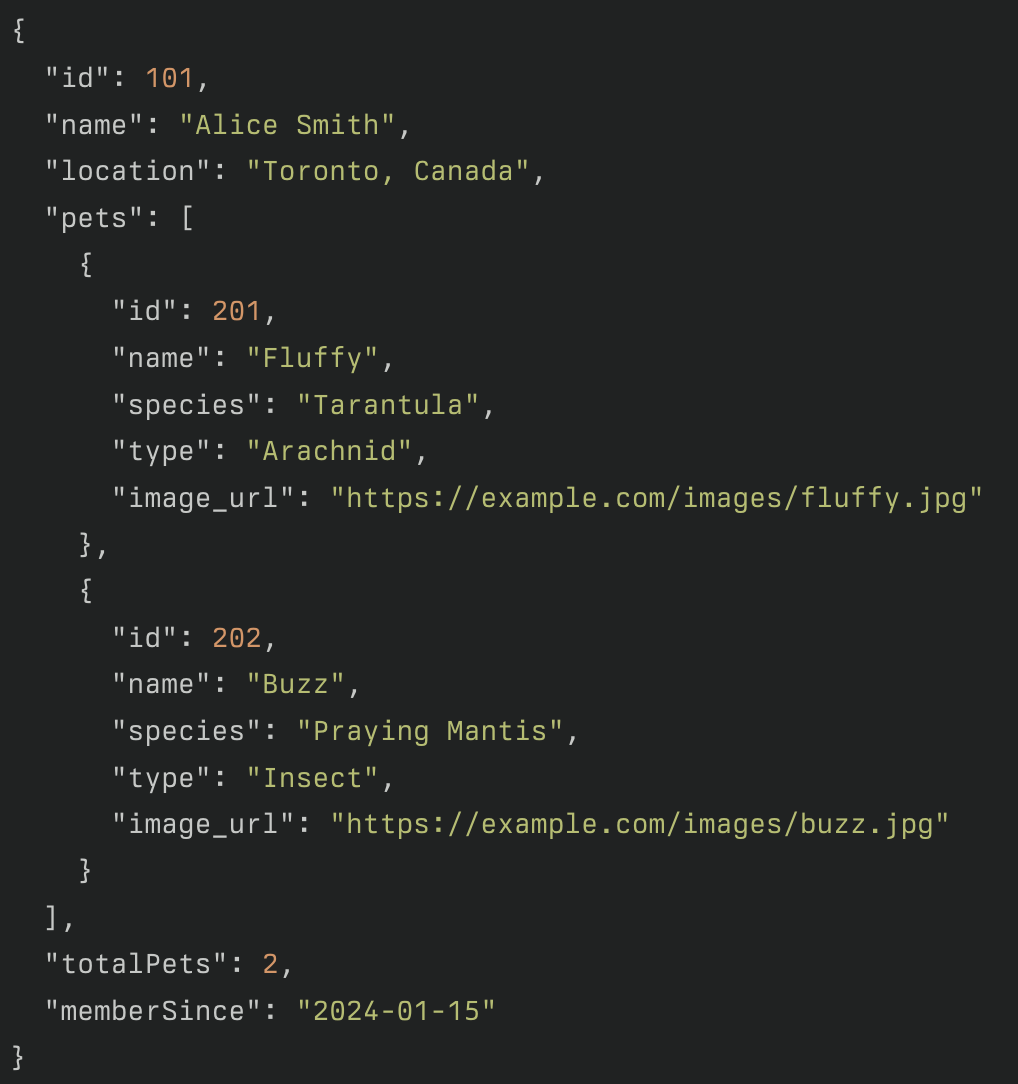 {
  "id": 101,
  "name": "Alice Smith",
  "location": "Toronto, Canada",
  "pets": [
    {
      "id": 201,
      "name": "Fluffy",
      "species": "Tarantula",
      "type": "Arachnid",
      "image_url": "https://example.com/images/fluffy.jpg"
    },
    {
      "id": 202,
      "name": "Buzz",
      "species": "Praying Mantis",
      "type": "Insect",
      "image_url": "https://example.com/images/buzz.jpg"
    }
  ],
  "totalPets": 2,
  "memberSince": "2024-01-15"
}